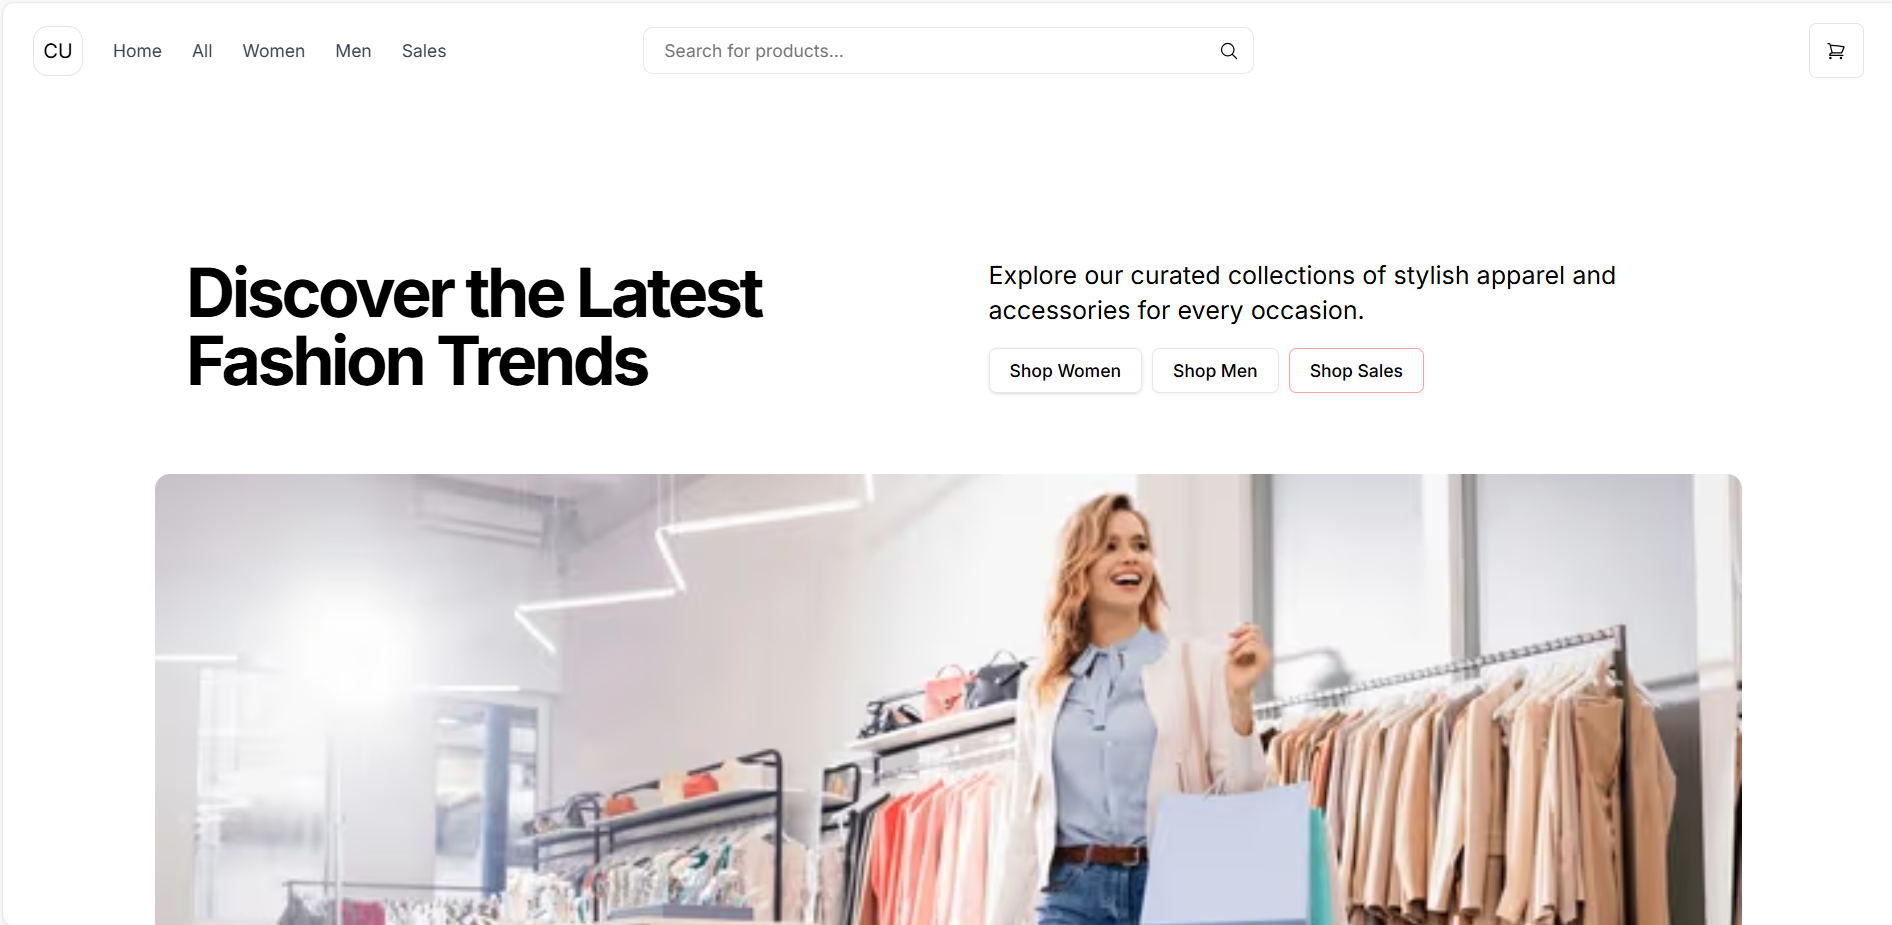 CU
Home
All
Women
Men
Sales
Search for products...
Discover the Latest
Fashion Trends
Explore our curated collections of stylish apparel and
accessories for every occasion.
Shop Women
Shop Men
Shop Sales